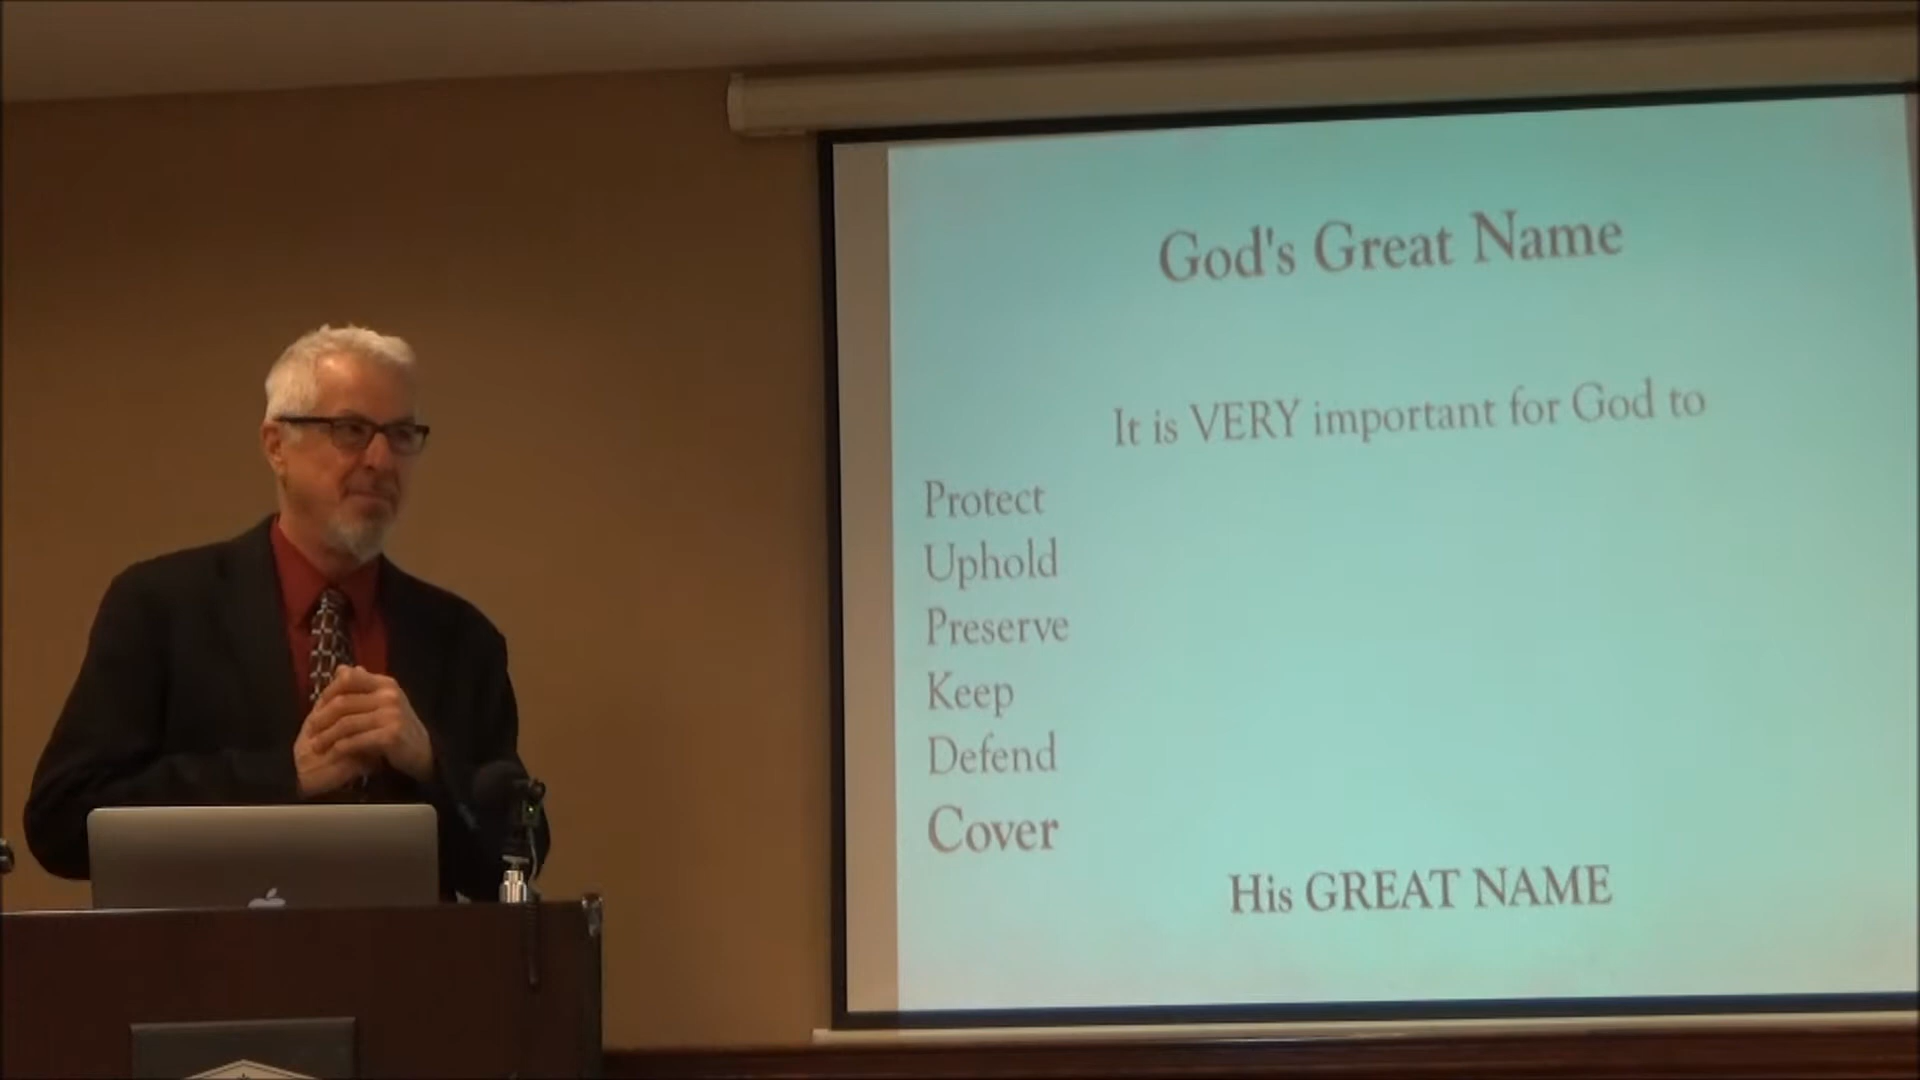 God's Great Name
It is VERY important for God to
Protect
Uphold
Preserve
Keep
Defend
Cover
His GREAT NAME